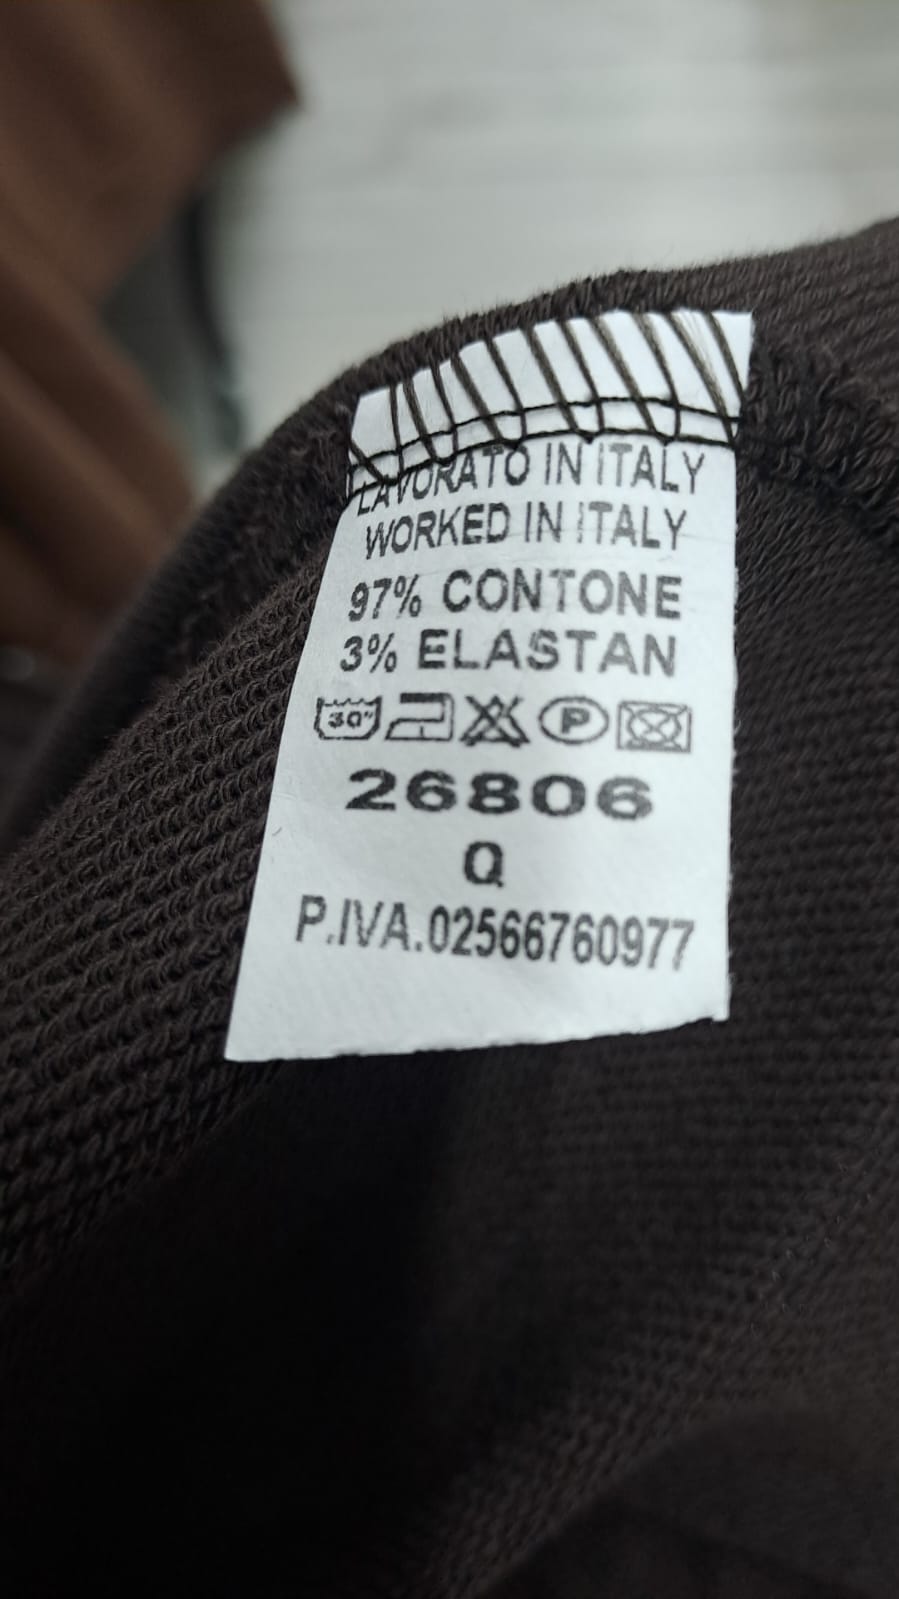 LAVORATO IN ITALY
WORKED IN ITALY
97% CONTONE
3% ELASTAN
30° P
26806
Q
P.IVA.02566760977